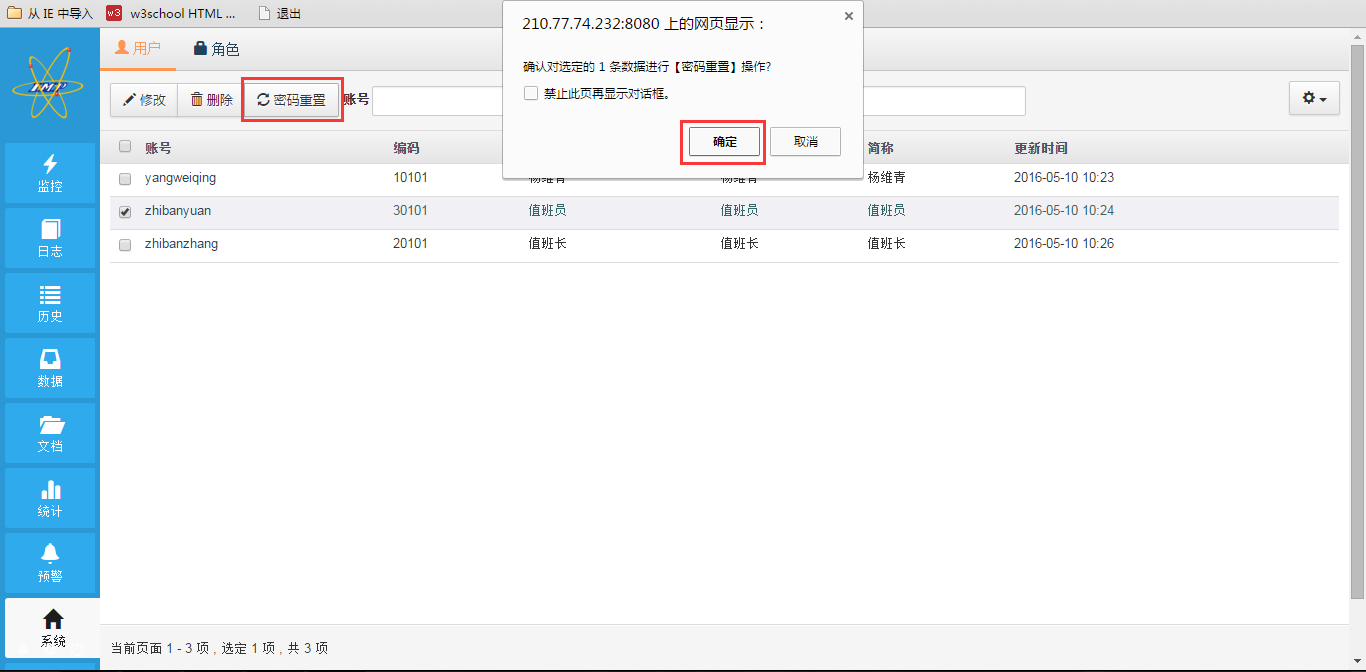 从 IE 中导入 w3 w3school HTML ... 退出
210.77.74.232:8080 上的网页显示：
确认对选定的 1 条数据进行【密码重置】操作?
禁止此页再显示对话框。
确定 取消
IMP
用户 角色
修改 删除 密码重置 账号
账号 编码 简称 更新时间
yangweiqing 10101 杨维青 杨维青 杨维青 2016-05-10 10:23
zhibanyuan 30101 值班员 值班员 值班员 2016-05-10 10:24
zhibanzhang 20101 值班长 值班长 值班长 2016-05-10 10:26
监控
日志
历史
数据
文档
统计
预警
系统
当前页面 1 - 3 项 , 选定 1 项 , 共 3 项